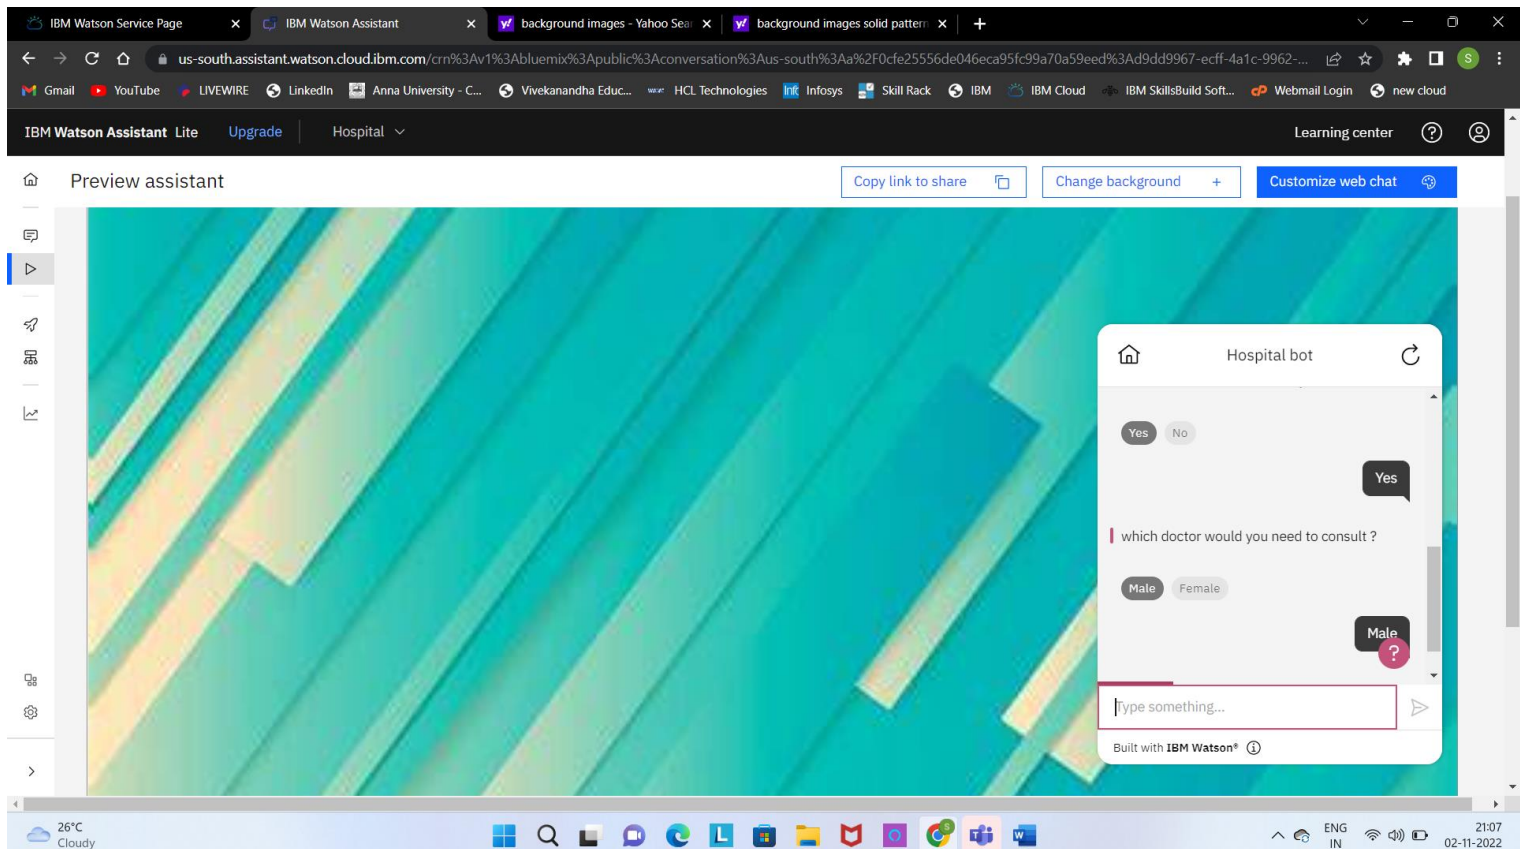 IBM Watson Service Page
IBM Watson Assistant
background images - Yahoo Sear
background images solid pattern
us-south.assistant.watson.cloud.ibm.com/crn%3Av1%3Abluemix%3Apublic%3Aconversation%3Aus-south%3Aa%2F0cfe25556de046eca95fc99a70a59eed%3Ad9dd9967-ecff-4a1c-9962-...
S
Gmail YouTube LIVEWIRE LinkedIn Anna University - C... Vivekanandha Educ... HCL Technologies Infosys Skill Rack IBM IBM Cloud IBM SkillsBuild Soft... Webmail Login new cloud
IBM Watson Assistant Lite Upgrade Hospital Learning center
Preview assistant Copy link to share Change background + Customize web chat
Hospital bot
Yes No
Yes
which doctor would you need to consult ?
Male Female
Male
?
Type something...
Built with IBM Watson®
26°C
Cloudy
ENG
IN
21:07
02-11-2022